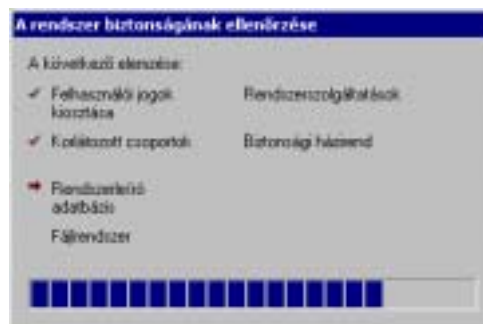 A rendszer biztonságának ellenőrzése
A következő elemzése:
Felhasználói jogok
kiosztása
Rendszerszolgáltatások
Korlátozott csoportok
Biztonsági házirend
Rendszerleíró
adatbázis
Fájlrendszer